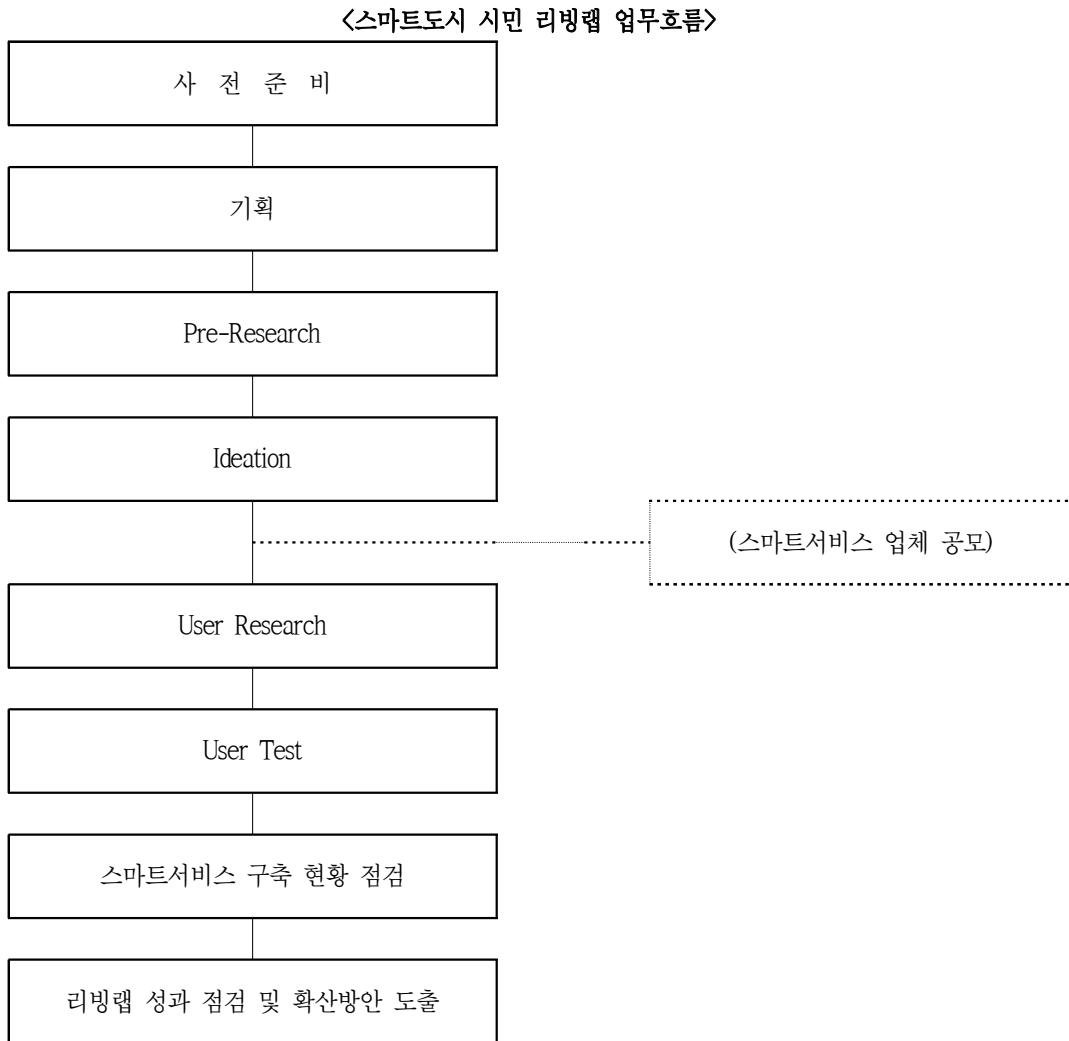 <스마트도시 시민 리빙랩 업무흐름>
사 전 준 비
기획
Pre-Research
Ideation
(스마트서비스 업체 공모)
User Research
User Test
스마트서비스 구축 현황 점검
리빙랩 성과 점검 및 확산방안 도출